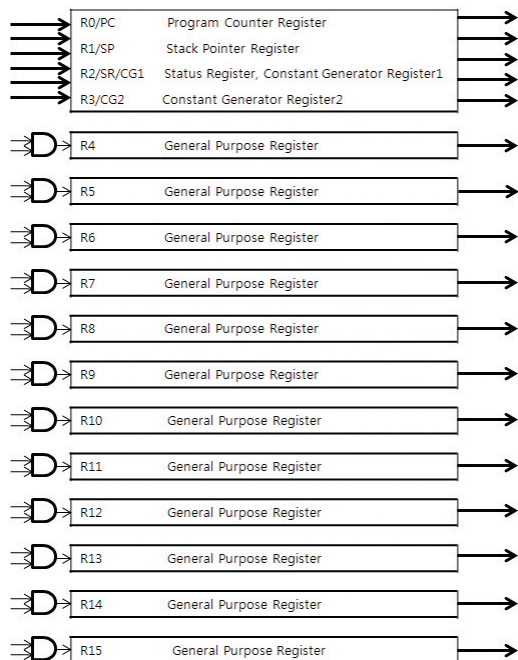 R0/PC Program Counter Register
R1/SP Stack Pointer Register
R2/SR/CG1 Status Register, Constant Generator Register1
R3/CG2 Constant Generator Register2
R4 General Purpose Register
R5 General Purpose Register
R6 General Purpose Register
R7 General Purpose Register
R8 General Purpose Register
R9 General Purpose Register
R10 General Purpose Register
R11 General Purpose Register
R12 General Purpose Register
R13 General Purpose Register
R14 General Purpose Register
R15 General Purpose Register